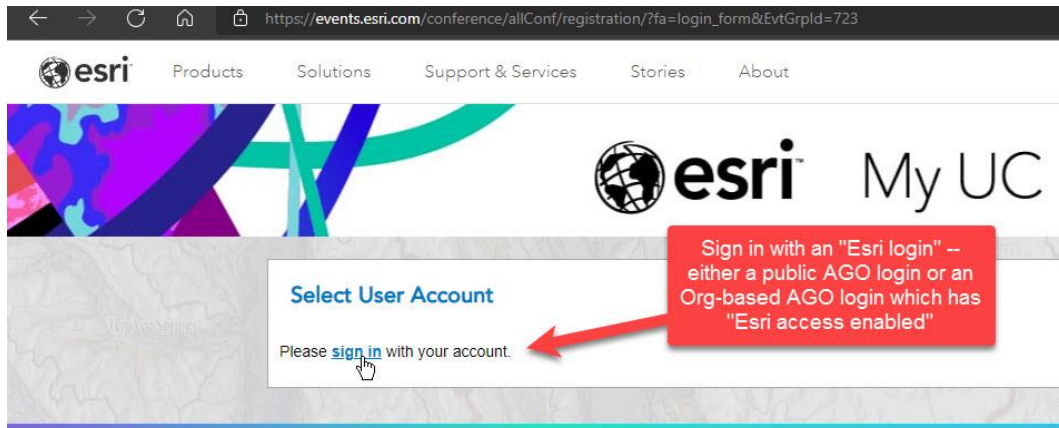 https://events.esri.com/conference/allConf/registration/?fa=login_form&EvtGrpId=723
esri Products Solutions Support & Services Stories About
esri™ My UC
Sign in with an "Esri login" --
either a public AGO login or an
Org-based AGO login which has
"Esri access enabled"
Select User Account
Please sign in with your account.